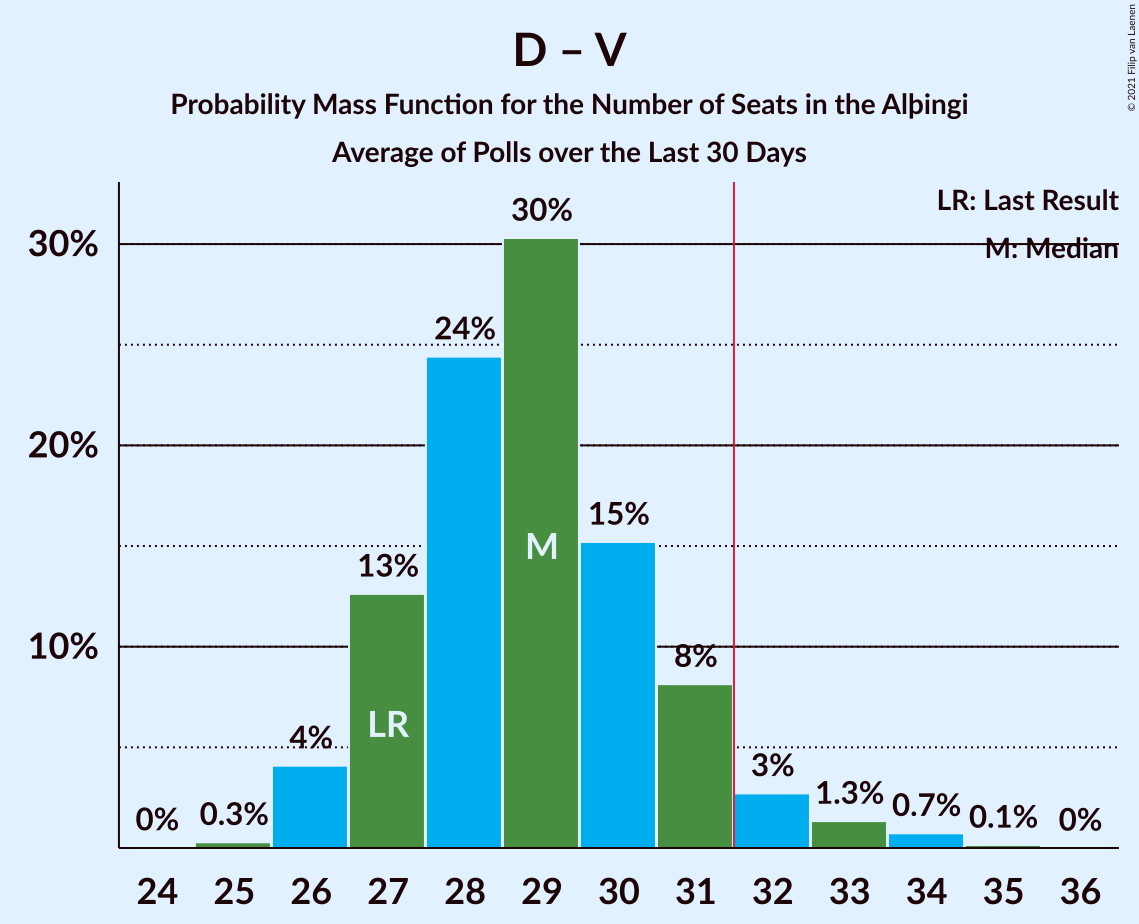 D – V
Probability Mass Function for the Number of Seats in the Alþingi
Average of Polls over the Last 30 Days
© 2021 Filip van Laenen
LR: Last Result
M: Median
30%
20%
10%
0%
0.3%
4%
13%
24%
30%
15%
8%
3%
1.3%
0.7%
0.1%
0%
LR
M
24 25 26 27 28 29 30 31 32 33 34 35 36